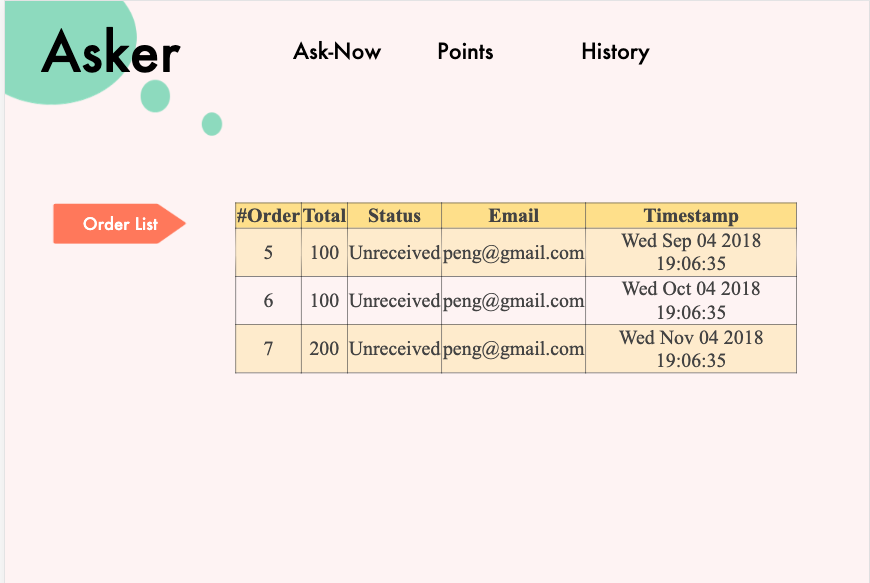 Asker
Ask-Now Points History
Order List
#Order Total Status Email Timestamp
5 100 Unreceived peng@gmail.com Wed Sep 04 2018
19:06:35
6 100 Unreceived peng@gmail.com Wed Oct 04 2018
19:06:35
7 200 Unreceived peng@gmail.com Wed Nov 04 2018
19:06:35